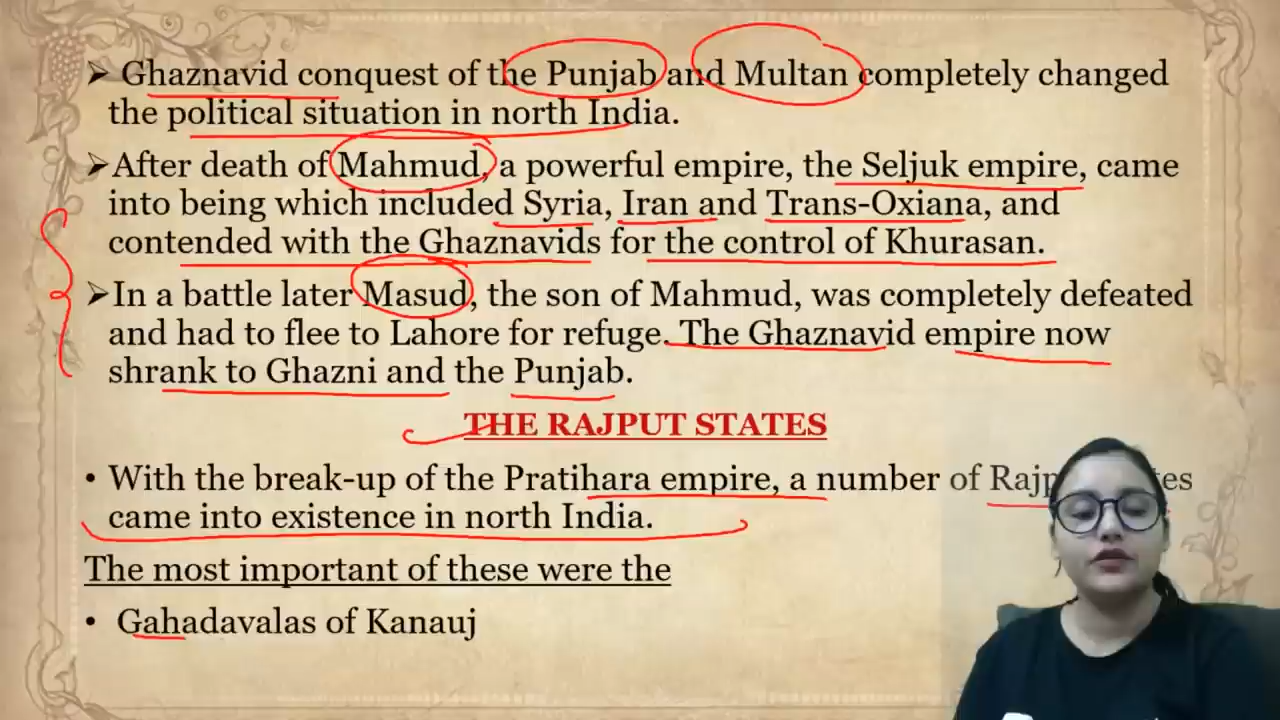 ➢ Ghaznavid conquest of the Punjab and Multan completely changed
the political situation in north India.
➢ After death of Mahmud, a powerful empire, the Seljuk empire, came
into being which included Syria, Iran and Trans-Oxiana, and
contended with the Ghaznavids for the control of Khurasan.
➢ In a battle later Masud, the son of Mahmud, was completely defeated
and had to flee to Lahore for refuge. The Ghaznavid empire now
shrank to Ghazni and the Punjab.
THE RAJPUT STATES
• With the break-up of the Pratihara empire, a number of
came into existence in north India.
The most important of these were the
• Gahadavalas of Kanauj